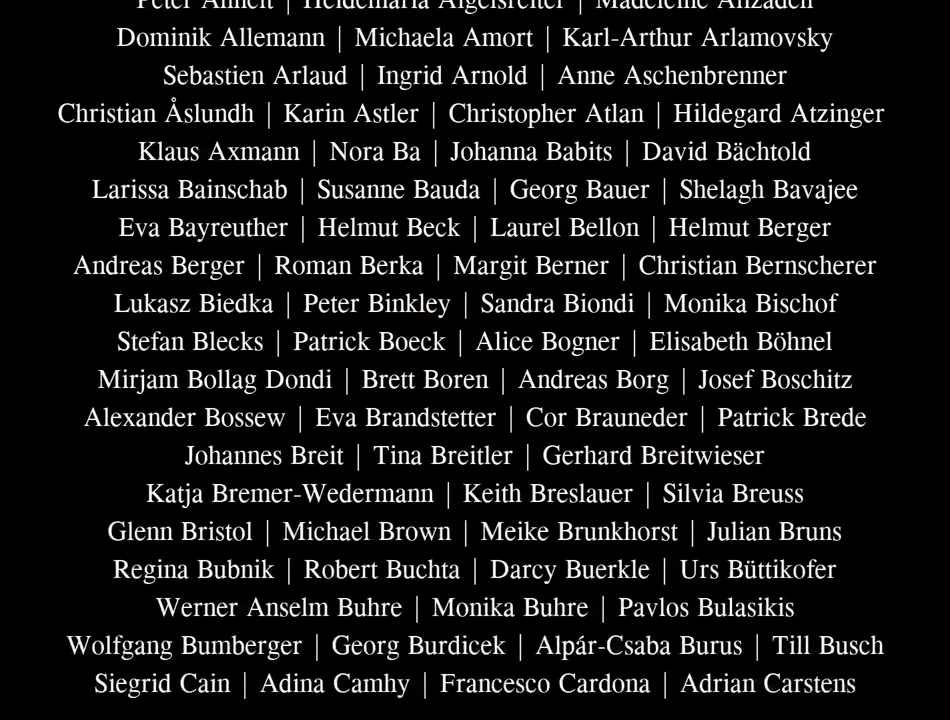 Peter Anheit | Heidemaria Aigelsreiter | Madeleine Alizadeh
Dominik Allemann | Michaela Amort | Karl-Arthur Arlamovsky
Sebastien Arlaud | Ingrid Arnold | Anne Aschenbrenner
Christian Åslundh | Karin Astler | Christopher Atlan | Hildegard Atzinger
Klaus Axmann | Nora Ba | Johanna Babits | David Bächtold
Larissa Bainschab | Susanne Bauda | Georg Bauer | Shelagh Bavajee
Eva Bayreuther | Helmut Beck | Laurel Bellon | Helmut Berger
Andreas Berger | Roman Berka | Margit Berner | Christian Bernscherer
Lukasz Biedka | Peter Binkley | Sandra Biondi | Monika Bischof
Stefan Blecks | Patrick Boeck | Alice Bogner | Elisabeth Böhnel
Mirjam Bollag Dondi | Brett Boren | Andreas Borg | Josef Boschitz
Alexander Bossew | Eva Brandstetter | Cor Brauneder | Patrick Brede
Johannes Breit | Tina Breitler | Gerhard Breitwieser
Katja Bremer-Wedermann | Keith Breslauer | Silvia Breuss
Glenn Bristol | Michael Brown | Meike Brunkhorst | Julian Bruns
Regina Bubnik | Robert Buchta | Darcy Buerkle | Urs Büttikofer
Werner Anselm Buhre | Monika Buhre | Pavlos Bulasikis
Wolfgang Bumberger | Georg Burdicek | Alpár-Csaba Burus | Till Busch
Siegrid Cain | Adina Camhy | Francesco Cardona | Adrian Carstens